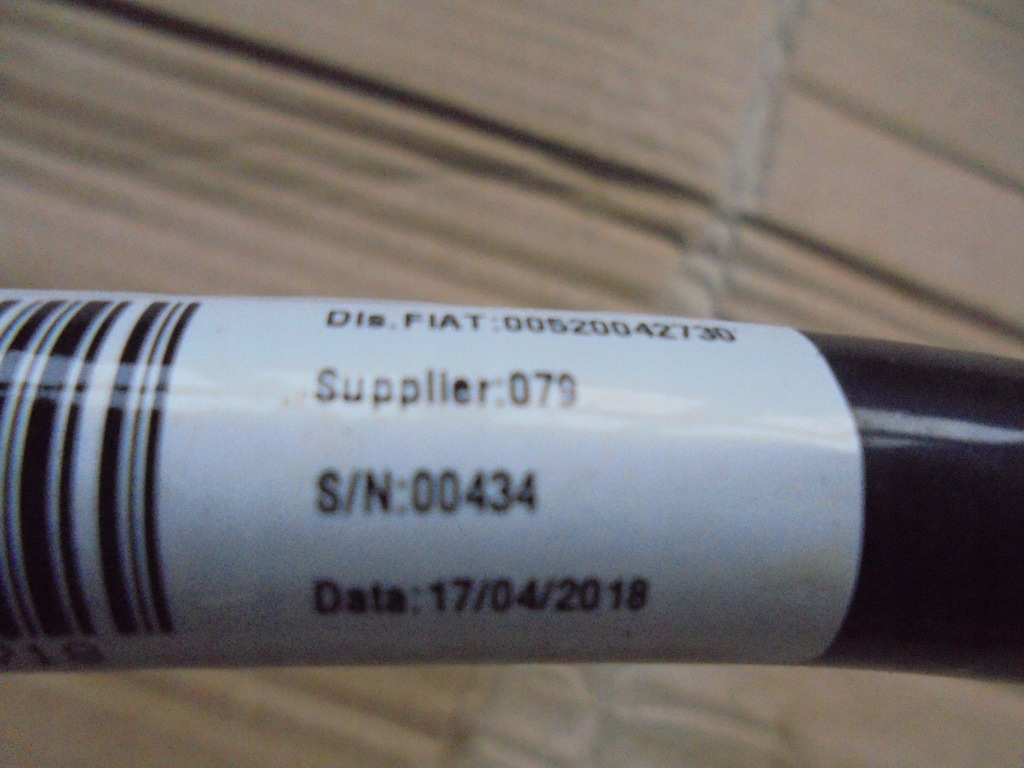 Dis.FIAT:00520042730
Supplier:079
S/N:00434
Data:17/04/2018